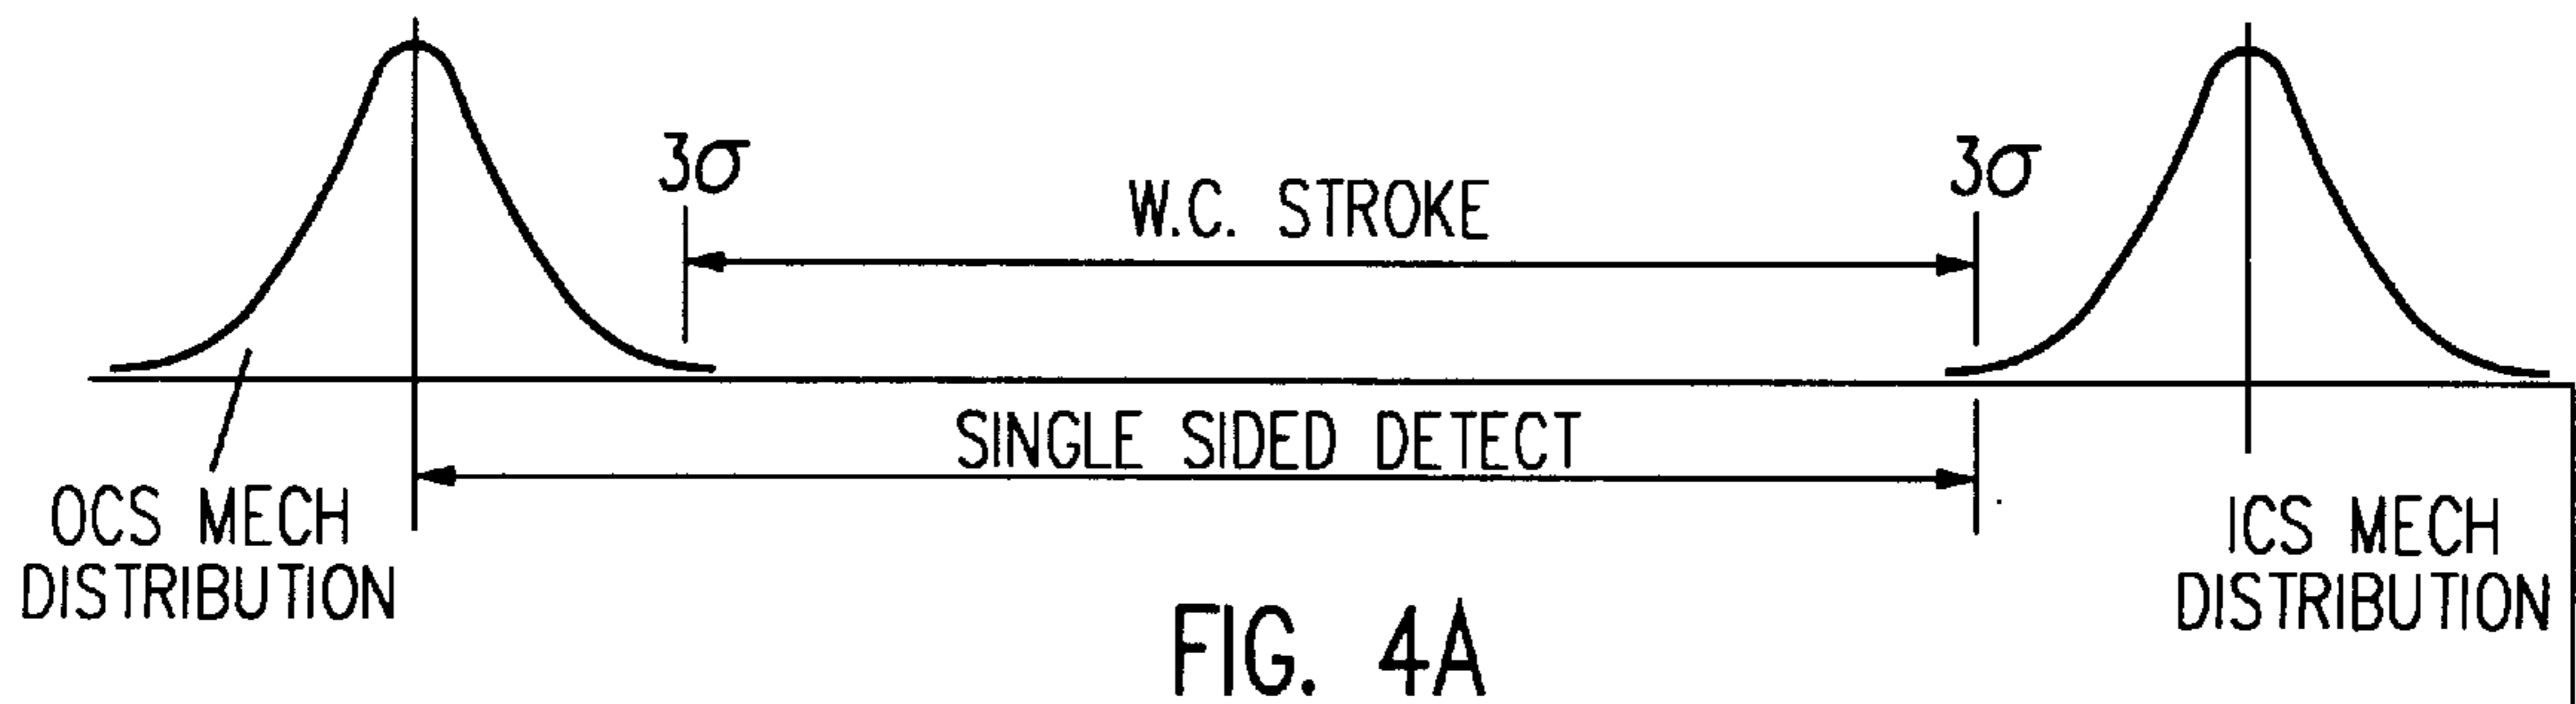 3σ
W.C. STROKE
3σ
SINGLE SIDED DETECT
OCS MECH
DISTRIBUTION
ICS MECH
DISTRIBUTION
FIG. 4A